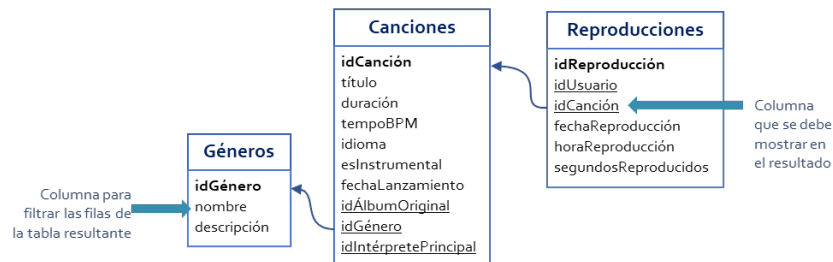 Canciones
idCanción
título
duración
tempoBPM
idioma
esInstrumental
fechaLanzamiento
idÁlbumOriginal
idGénero
idIntérpretePrincipal
Reproducciones
idReproducción
idUsuario
idCanción
fechaReproducción
horaReproducción
segundosReproducidos
Columna
que se debe
mostrar en
el resultado
Géneros
idGénero
nombre
descripción
Columna para
filtrar las filas de
la tabla resultante